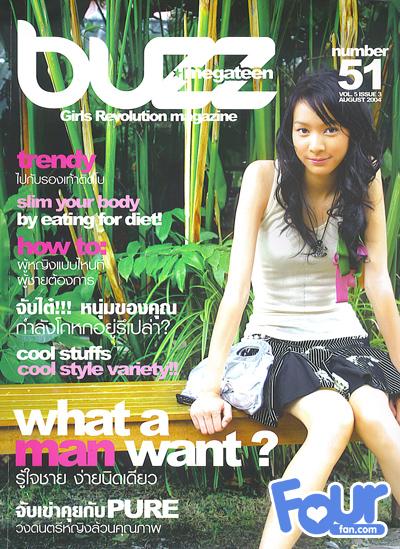 buzz
megateen
Girls Revolution magazine
number
51
VOL. 5 ISSUE 3
AUGUST 2004
trendy
ไปกับรองเท้าติดโบ
slim your body
by eating for diet!
how to:
ผู้หญิงแบบไหนที่
ผู้ชายต้องการ
จับได๋!!! หนุ่มของคุณ
กำลังโกหกอยู่รึเปล่า?
cool stuffs
cool style variety!!
what a
man want ?
รู้ใจชาย ง่ายนิดเดียว
จับเข่าคุยกับ PURE
วงดนตรีหญิงล้วนคุณภาพ
Four
fan.com